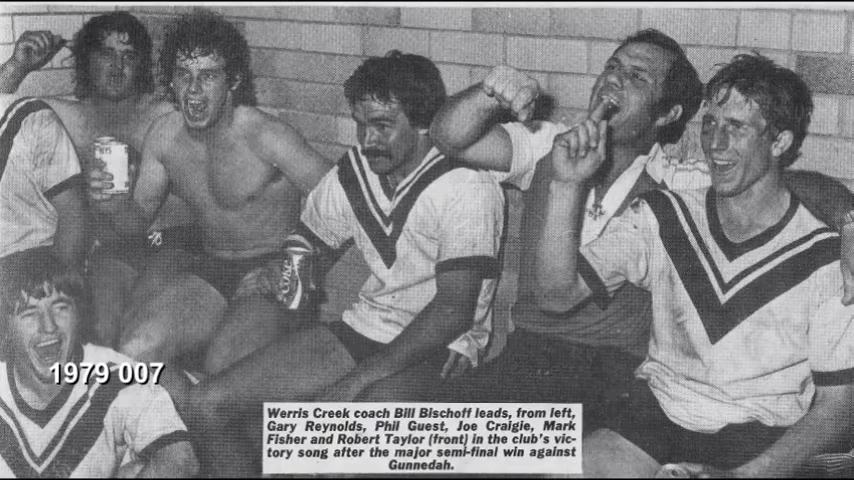 COKE
1979 007
Werris Creek coach Bill Bischoff leads, from left,
Gary Reynolds, Phil Guest, Joe Craigie, Mark
Fisher and Robert Taylor (front) in the club's vic-
tory song after the major semi-final win against
Gunnedah.